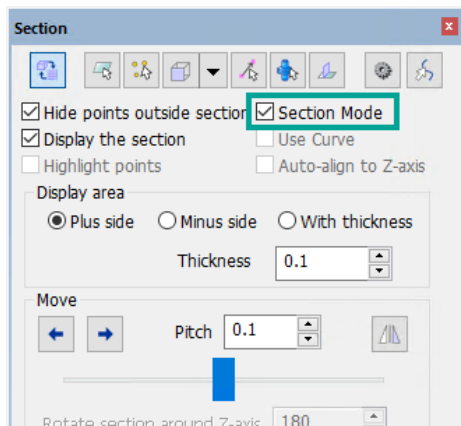 Section
Hide points outside section Section Mode
Display the section Use Curve
Highlight points Auto-align to Z-axis
Display area
Plus side Minus side With thickness
Thickness 0.1
Move
Pitch 0.1
Rotate section around Z-axis 180